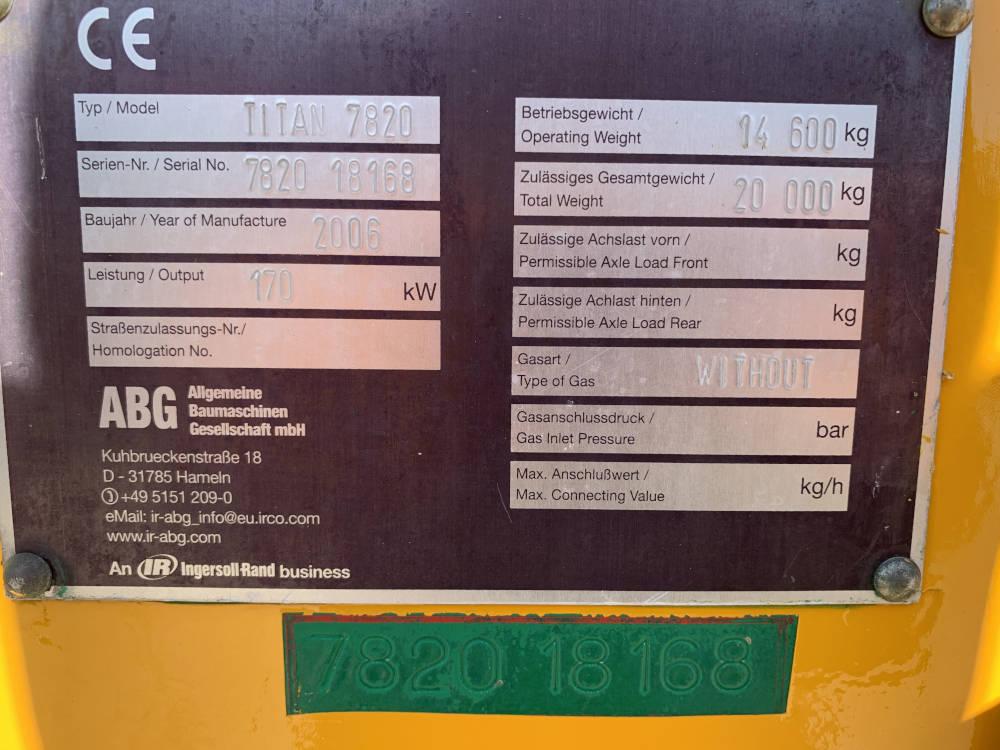 CE
Typ / Model TITAN 7820
Serien-Nr. / Serial No. 7820 18168
Baujahr / Year of Manufacture 2006
Leistung / Output 170 kW
Straßenzulassungs-Nr./
Homologation No.
ABG Allgemeine
Baumaschinen
Gesellschaft mbH
Kuhbrueckenstraße 18
D - 31785 Hameln
+49 5151 209-0
eMail: ir-abg_info@eu.irco.com
www.ir-abg.com
An IR Ingersoll-Rand business
Betriebsgewicht /
Operating Weight 14 600 kg
Zulässiges Gesamtgewicht /
Total Weight 20 000 kg
Zulässige Achslast vorn /
Permissible Axle Load Front kg
Zulässige Achlast hinten /
Permissible Axle Load Rear kg
Gasart /
Type of Gas WITHOUT
Gasanschlussdruck /
Gas Inlet Pressure bar
Max. Anschlußwert /
Max. Connecting Value kg/h
7820 18168